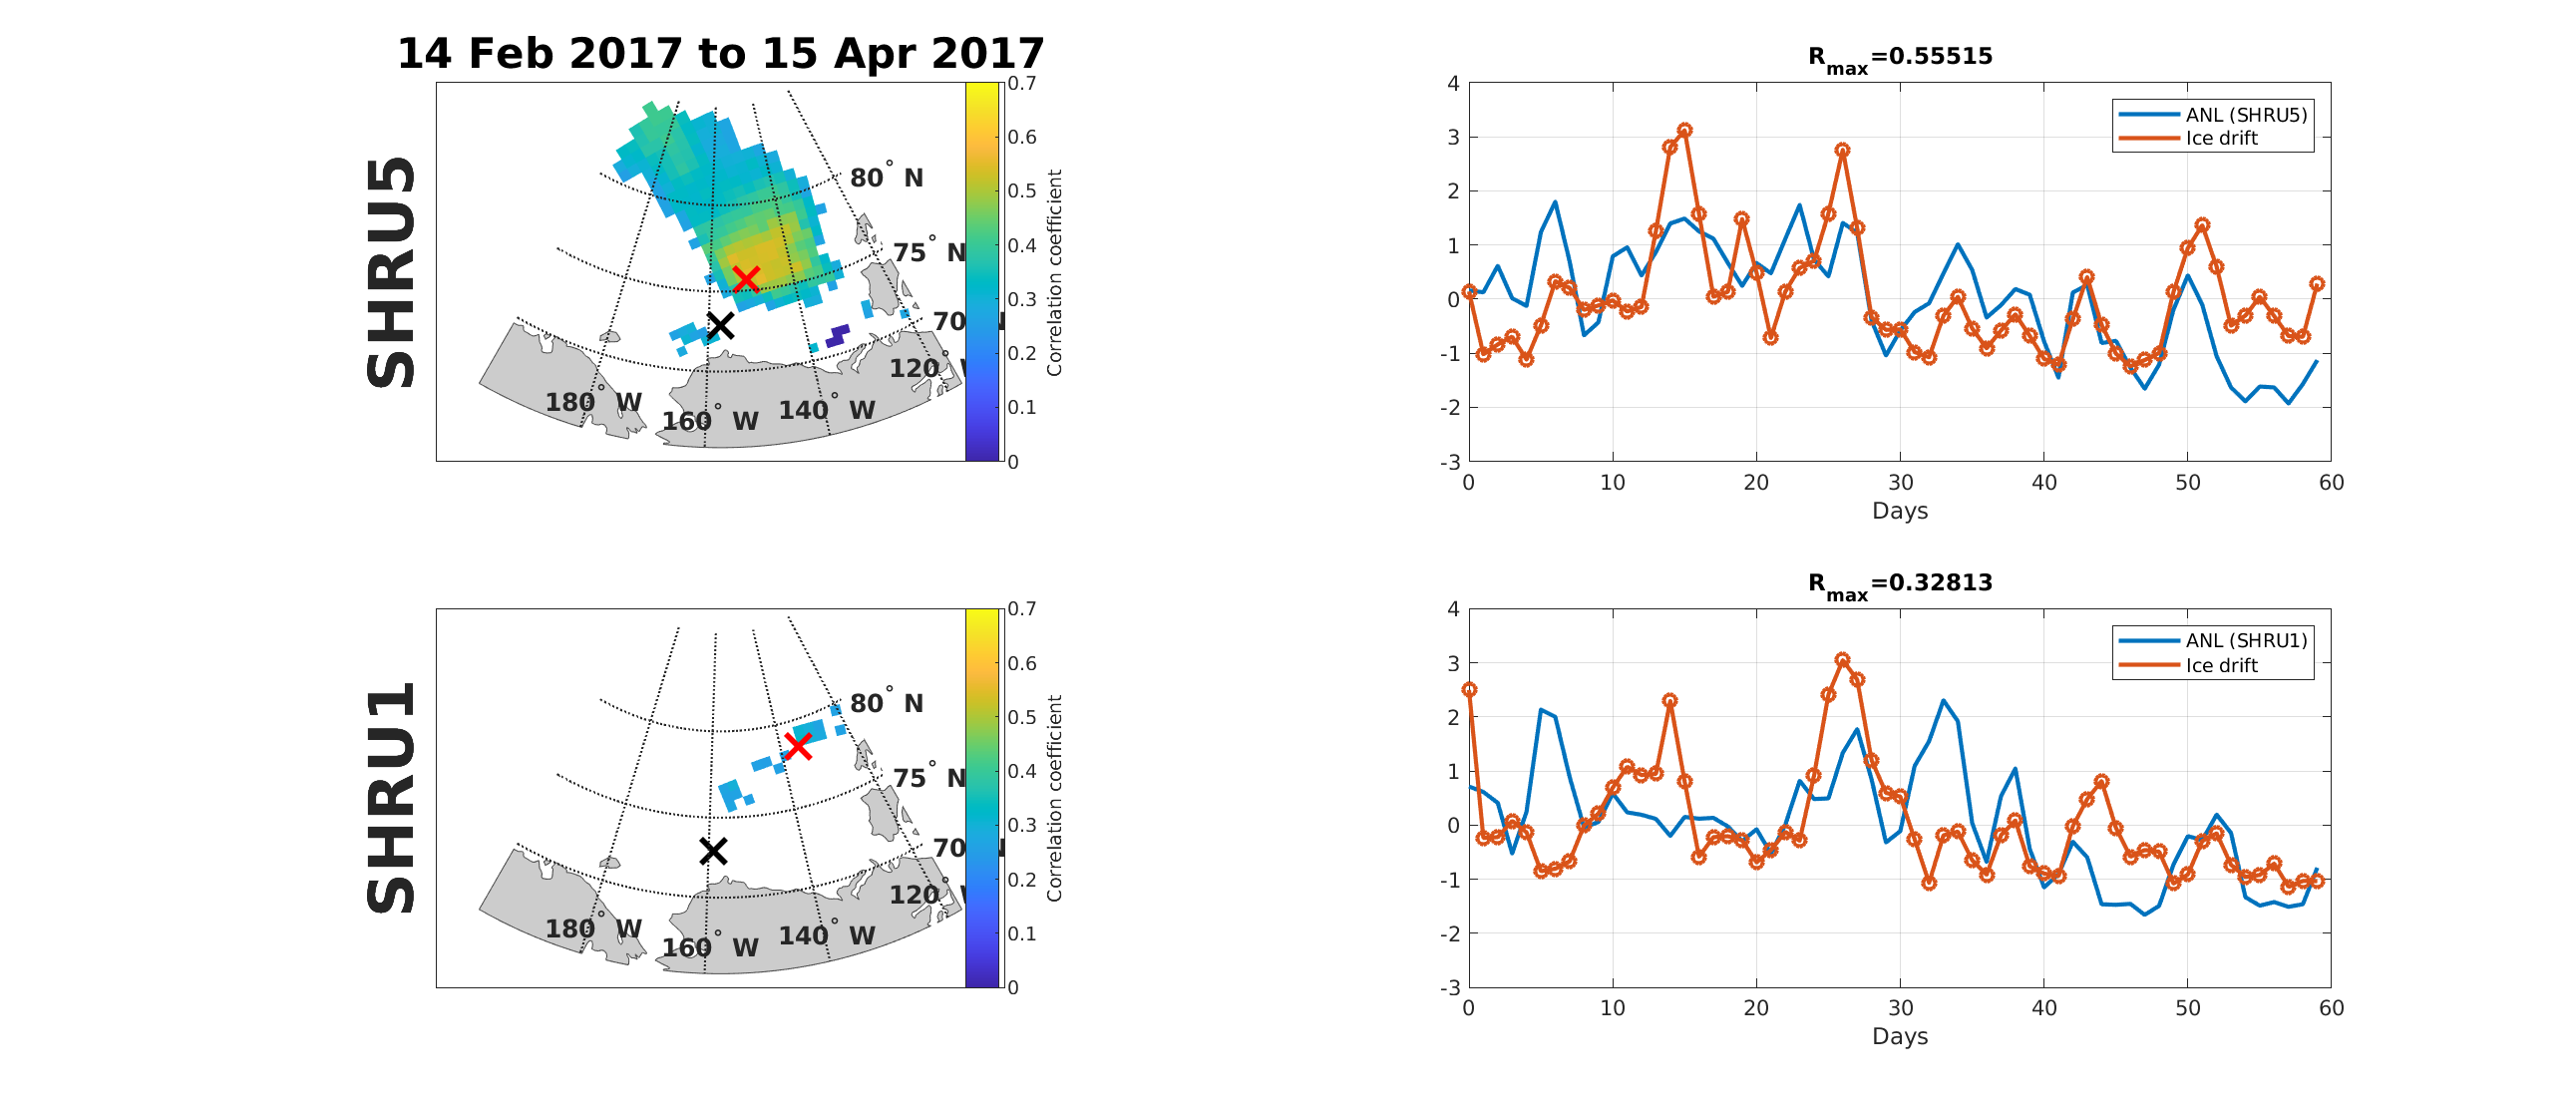 14 Feb 2017 to 15 Apr 2017
SHRU5
80° N
75° N
70
120°
180° W
160° W
140° W
0.7
0.6
0.5
0.4
0.3
0.2
0.1
0
Correlation coefficient
Rmax=0.55515
ANL (SHRU5)
Ice drift
4
3
2
1
0
-1
-2
-3
0 10 20 30 40 50 60
Days
SHRU1
80° N
75° N
70
120°
180° W
160° W
140° W
0.7
0.6
0.5
0.4
0.3
0.2
0.1
0
Correlation coefficient
Rmax=0.32813
ANL (SHRU1)
Ice drift
4
3
2
1
0
-1
-2
-3
0 10 20 30 40 50 60
Days